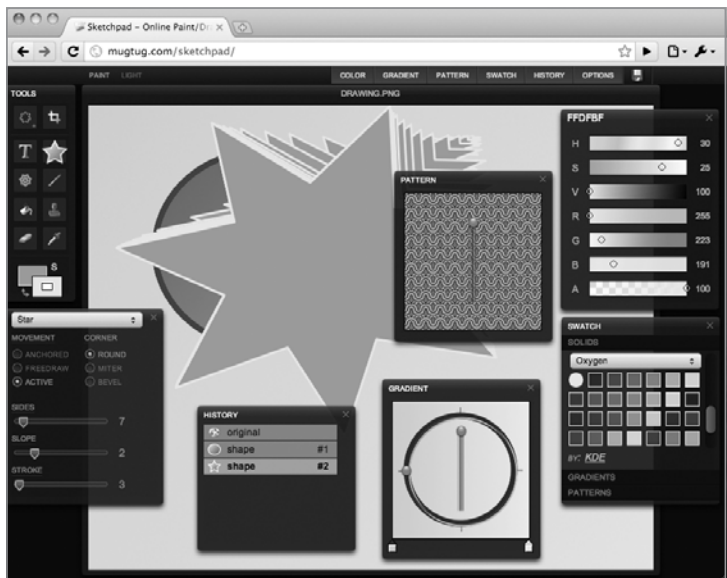 Sketchpad - Online Paint/Dra
mugtug.com/sketchpad/
PAINT LIGHT COLOR GRADIENT PATTERN SWATCH HISTORY OPTIONS
TOOLS
DRAWING.PNG
T
S
FFDFBF
H 30
S 25
V 100
R 255
G 223
B 191
A 100
PATTERN
Star
MOVEMENT CORNER
ANCHORED ROUND
FREEDRAW MITER
ACTIVE BEVEL
SIDES
7
SLOPE
2
STROKE
3
HISTORY
original
shape #1
shape #2
GRADIENT
SWATCH
SOLIDS
Oxygen
BY: KDE
GRADIENTS
PATTERNS